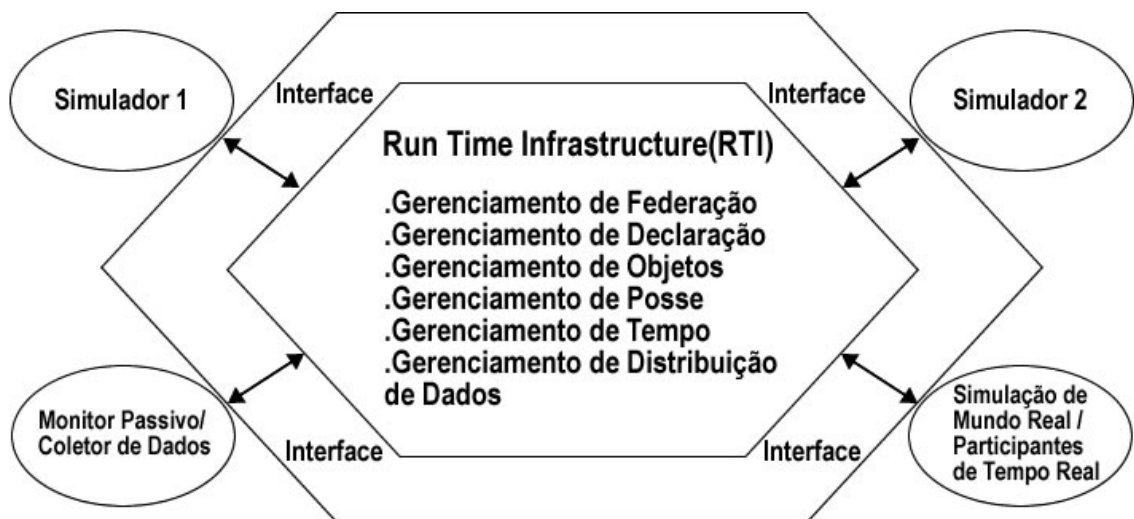 Simulador 1
Interface
Interface
Simulador 2
Run Time Infrastructure(RTI)
.Gerenciamento de Federação
.Gerenciamento de Declaração
.Gerenciamento de Objetos
.Gerenciamento de Posse
.Gerenciamento de Tempo
.Gerenciamento de Distribuição
de Dados
Monitor Passivo/
Coletor de Dados
Interface
Interface
Simulação de
Mundo Real /
Participantes
de Tempo Real